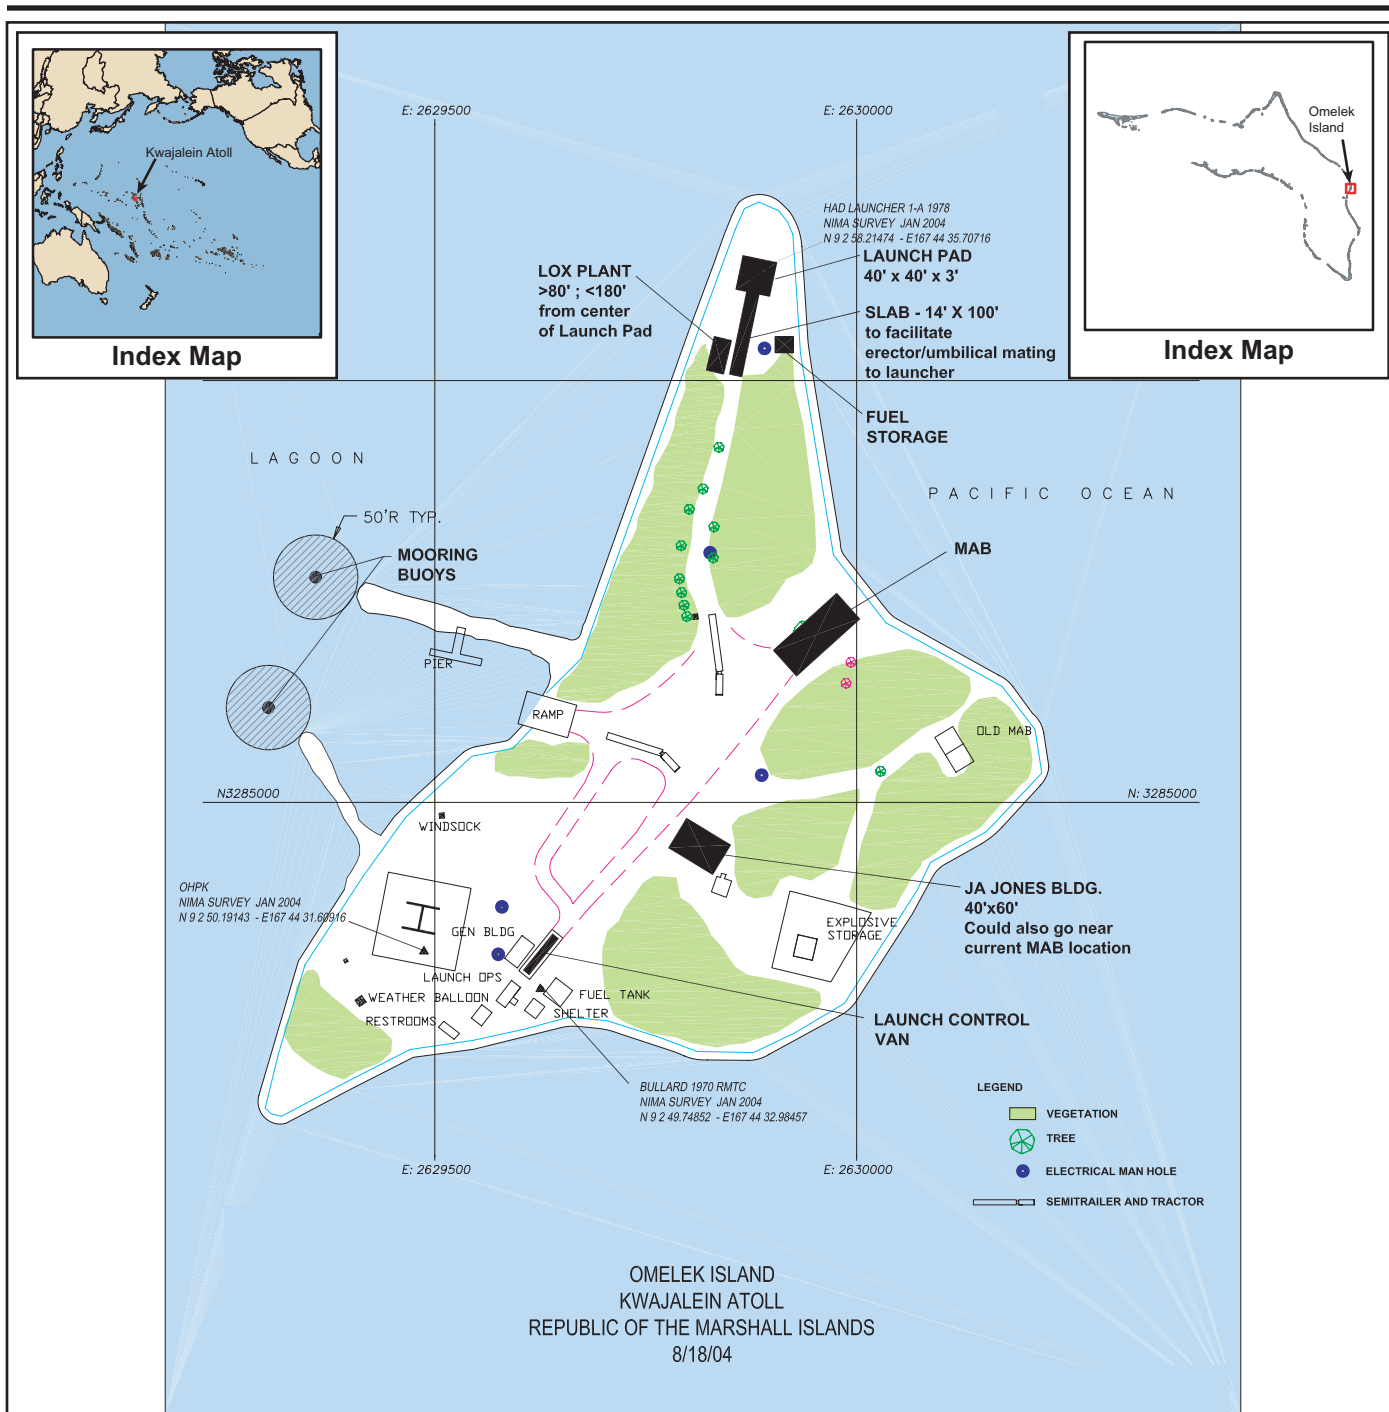 Kwajalein Atoll
Index Map
Omelek
Island
Index Map
E: 2629500
E: 2630000
HAD LAUNCHER 1-A 1978
NIMA SURVEY JAN 2004
N 9 2 58.21474 - E167 44 35.70716
LOX PLANT
>80' ; <180'
from center
of Launch Pad
LAUNCH PAD
40' x 40' x 3'
SLAB - 14' X 100'
to facilitate
erector/umbilical mating
to launcher
FUEL
STORAGE
LAGOON
PACIFIC OCEAN
50'R TYP.
MOORING
BUOYS
MAB
PIER
RAMP
OLD MAB
N3285000
N: 3285000
WINDSOCK
OHPK
NIMA SURVEY JAN 2004
N 9 2 50.19143 - E167 44 31.60916
JA JONES BLDG.
40'x60'
Could also go near
current MAB location
GEN BLDG
EXPLOSIVE
STORAGE
LAUNCH OPS
WEATHER BALLOON
FUEL TANK
RESTROOMS
SHELTER
LAUNCH CONTROL
VAN
BULLARD 1970 RMTC
NIMA SURVEY JAN 2004
N 9 2 49.74852 - E167 44 32.98457
LEGEND
VEGETATION
TREE
ELECTRICAL MAN HOLE
SEMITRAILER AND TRACTOR
E: 2629500
E: 2630000
OMELEK ISLAND
KWAJALEIN ATOLL
REPUBLIC OF THE MARSHALL ISLANDS
8/18/04